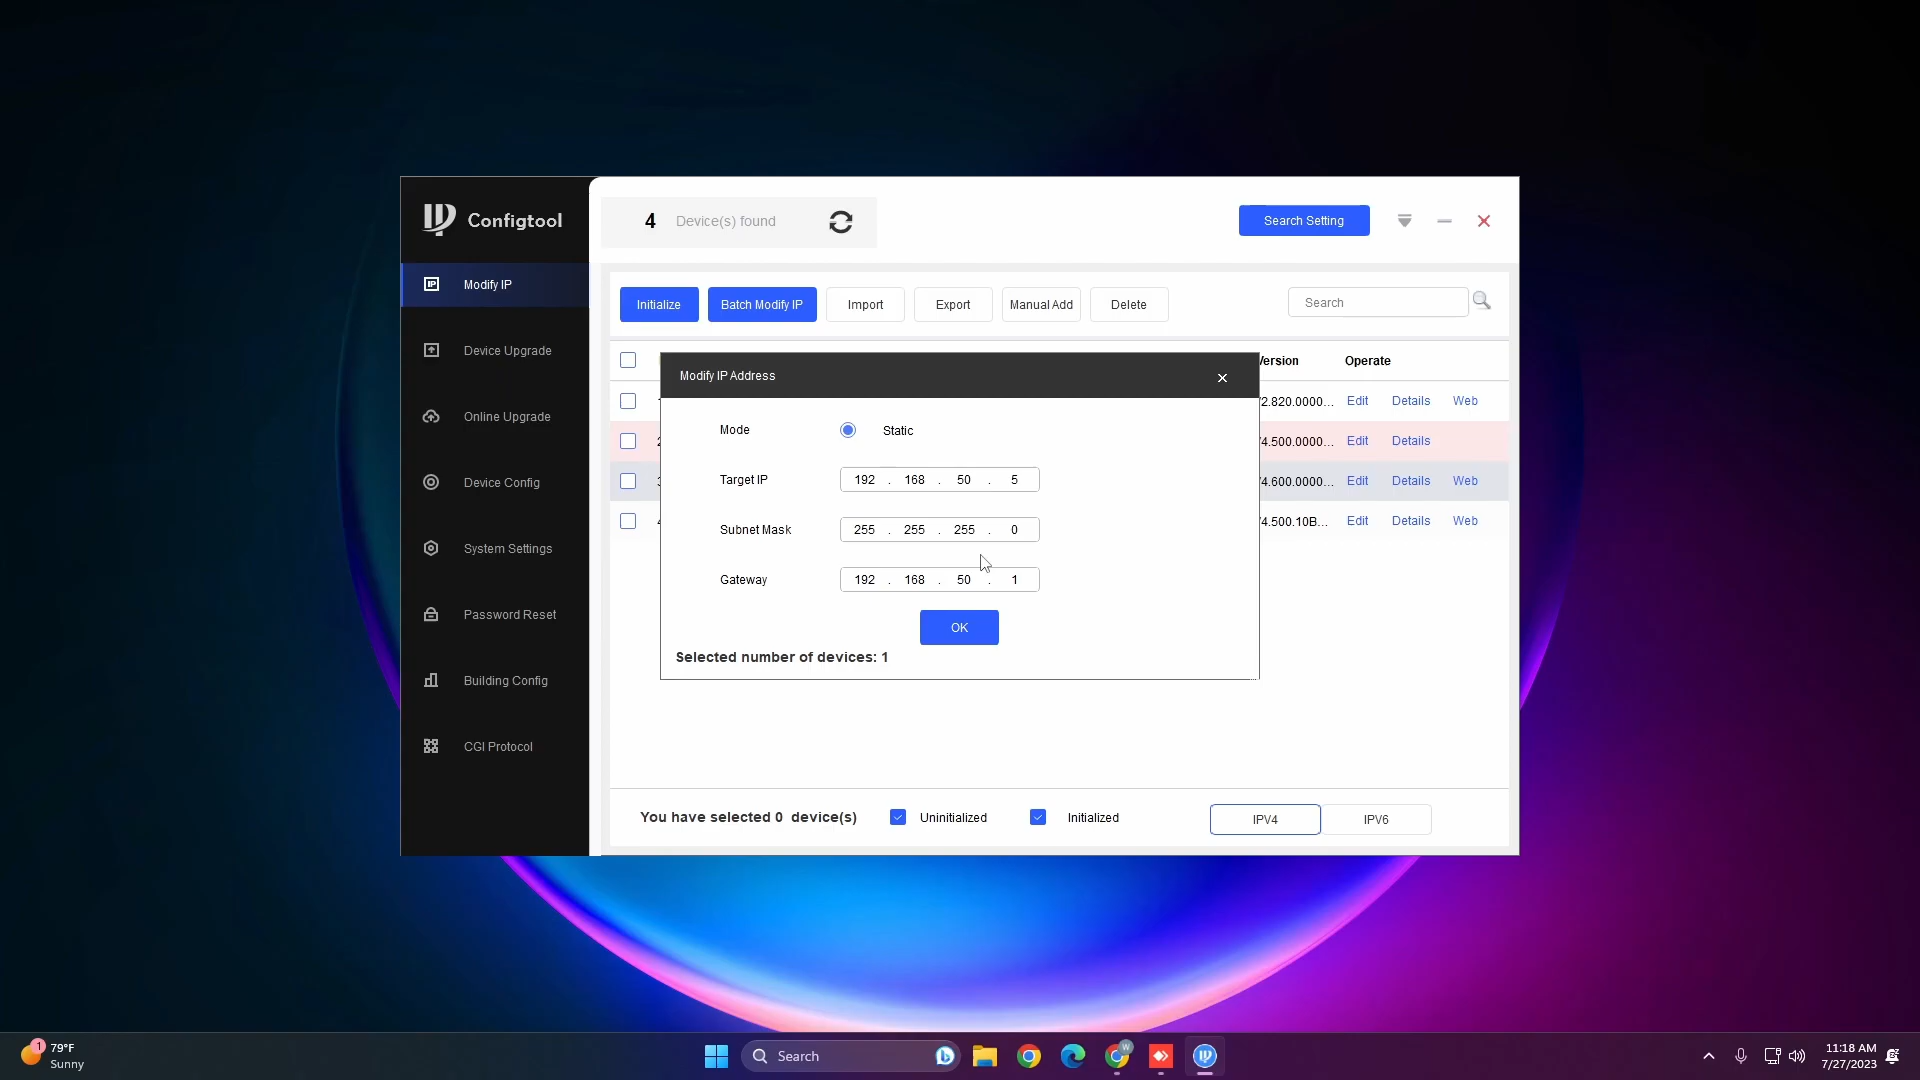 Configtool
4 Device(s) found
Search Setting
Modify IP
Device Upgrade
Online Upgrade
Device Config
System Settings
Password Reset
Building Config
CGI Protocol
Initialize Batch Modify IP Import Export Manual Add Delete Search
Version Operate
2.820.0000... Edit Details Web
4.500.0000... Edit Details
4.600.0000... Edit Details Web
4.500.10B... Edit Details Web
Modify IP Address
Mode Static
Target IP 192 . 168 . 50 . 5
Subnet Mask 255 . 255 . 255 . 0
Gateway 192 . 168 . 50 . 1
OK
Selected number of devices: 1
You have selected 0 device(s) Uninitialized Initialized IPV4 IPV6
1
79°F
Sunny
Search
W
11:18 AM
7/27/2023